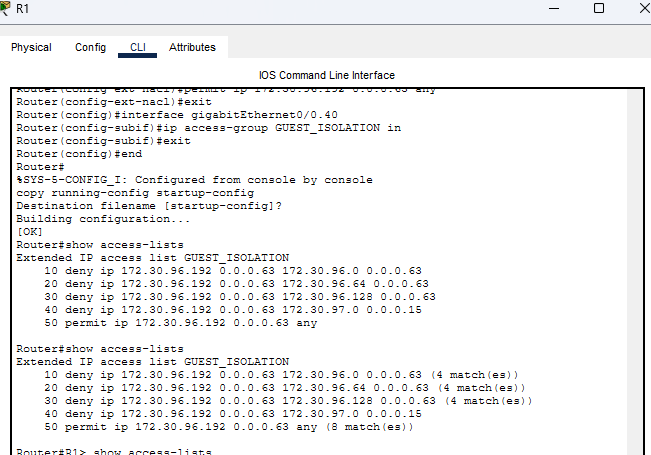 R1
Physical Config CLI Attributes
IOS Command Line Interface
Router(config-ext-nacl)#permit ip 172.30.96.192 0.0.0.63 any
Router(config-ext-nacl)#exit
Router(config)#interface gigabitEthernet0/0.40
Router(config-subif)#ip access-group GUEST_ISOLATION in
Router(config-subif)#exit
Router(config)#end
Router#
%SYS-5-CONFIG_I: Configured from console by console
copy running-config startup-config
Destination filename [startup-config]?
Building configuration...
[OK]
Router#show access-lists
Extended IP access list GUEST_ISOLATION
10 deny ip 172.30.96.192 0.0.0.63 172.30.96.0 0.0.0.63
20 deny ip 172.30.96.192 0.0.0.63 172.30.96.64 0.0.0.63
30 deny ip 172.30.96.192 0.0.0.63 172.30.96.128 0.0.0.63
40 deny ip 172.30.96.192 0.0.0.63 172.30.97.0 0.0.0.15
50 permit ip 172.30.96.192 0.0.0.63 any
Router#show access-lists
Extended IP access list GUEST_ISOLATION
10 deny ip 172.30.96.192 0.0.0.63 172.30.96.0 0.0.0.63 (4 match(es))
20 deny ip 172.30.96.192 0.0.0.63 172.30.96.64 0.0.0.63 (4 match(es))
30 deny ip 172.30.96.192 0.0.0.63 172.30.96.128 0.0.0.63 (4 match(es))
40 deny ip 172.30.96.192 0.0.0.63 172.30.97.0 0.0.0.15
50 permit ip 172.30.96.192 0.0.0.63 any (8 match(es))
Router#R1> show access-lists